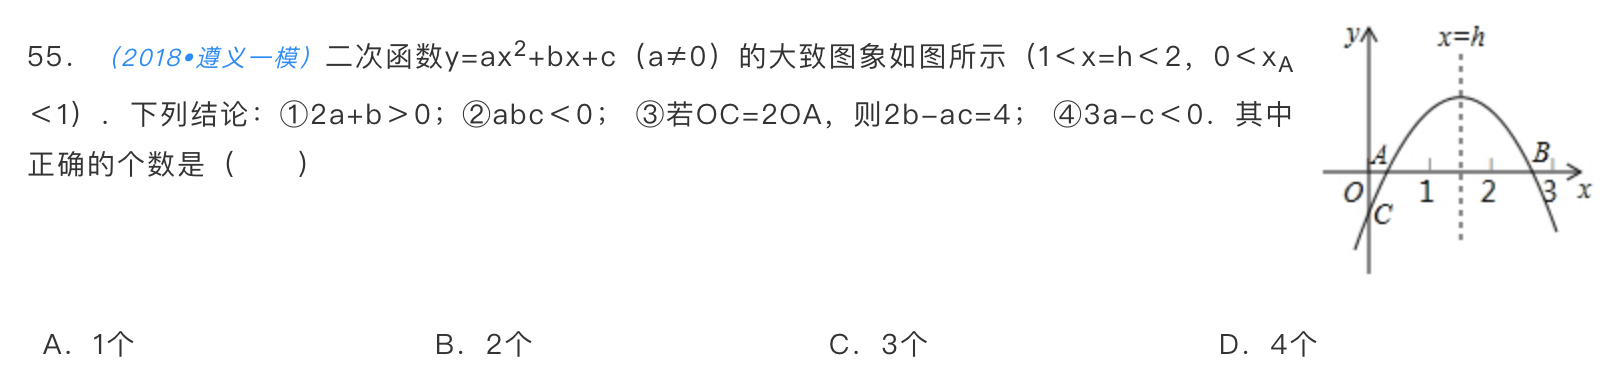 55. （2018•遵义一模）二次函数y=ax²+bx+c（a≠0）的大致图象如图所示（1＜x=h＜2，0＜x_A
＜1）．下列结论：①2a+b＞0；②abc＜0； ③若OC=2OA，则2b−ac=4； ④3a−c＜0．其中
正确的个数是（  ）
y
x=h
A
B
O
1
2
3
x
C
A．1个
B．2个
C．3个
D．4个